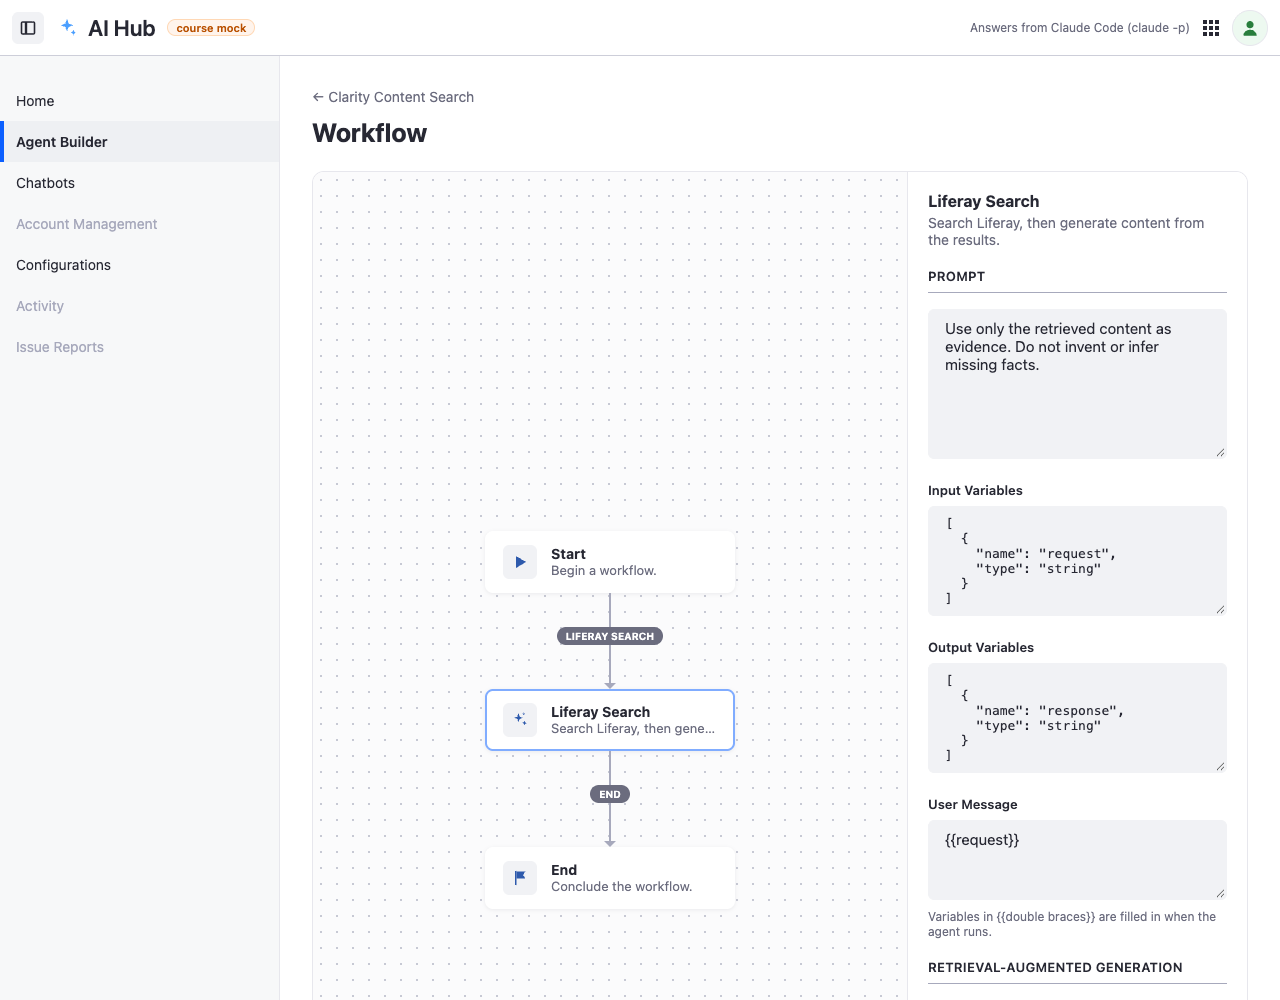 AI Hub
course mock
Answers from Claude Code (claude -p)
Home
Agent Builder
Chatbots
Account Management
Configurations
Activity
Issue Reports
← Clarity Content Search
Workflow
Start
Begin a workflow.
LIFERAY SEARCH
Liferay Search
Search Liferay, then gene...
END
End
Conclude the workflow.
Liferay Search
Search Liferay, then generate content from
the results.
PROMPT
Use only the retrieved content as
evidence. Do not invent or infer
missing facts.
Input Variables
[
  {
    "name": "request",
    "type": "string"
  }
]
Output Variables
[
  {
    "name": "response",
    "type": "string"
  }
]
User Message
{{request}}
Variables in {{double braces}} are filled in when the
agent runs.
RETRIEVAL-AUGMENTED GENERATION